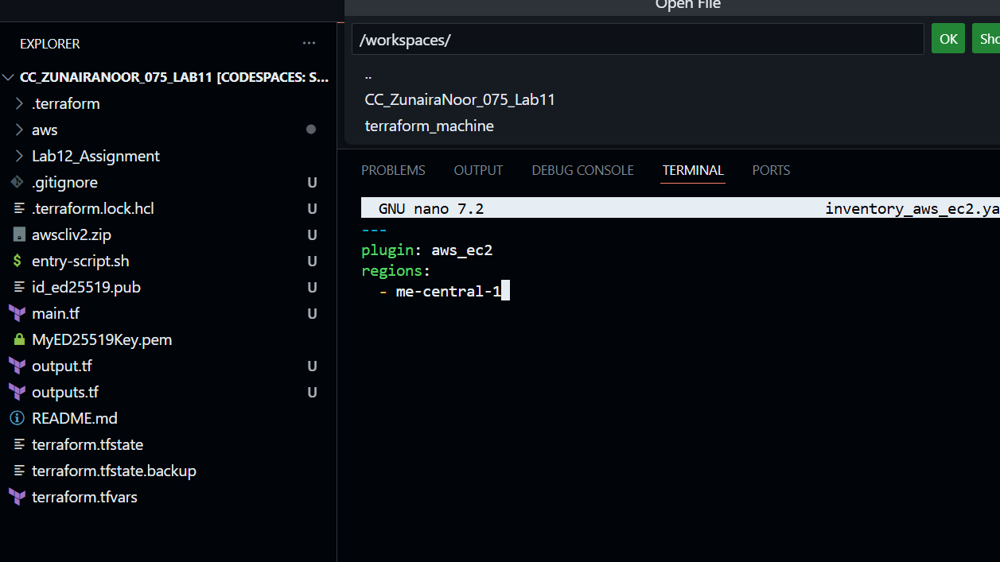 Open File
EXPLORER
...
/workspaces/
OK
Sho
CC_ZUNAIRANOOR_075_LAB11 [CODESPACES: S...
..
.terraform
CC_ZunairaNoor_075_Lab11
aws
terraform_machine
Lab12_Assignment
.gitignore U
.terraform.lock.hcl U
awscliv2.zip U
entry-script.sh U
id_ed25519.pub U
main.tf U
MyED25519Key.pem
output.tf U
outputs.tf U
README.md
terraform.tfstate
terraform.tfstate.backup
terraform.tfvars
PROBLEMS OUTPUT DEBUG CONSOLE TERMINAL PORTS
GNU nano 7.2 inventory_aws_ec2.ya
---
plugin: aws_ec2
regions:
- me-central-1